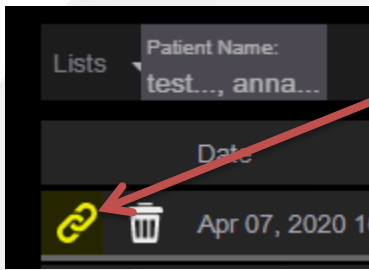 Lists
Patient Name:
test..., anna...
Date
Apr 07, 2020 1